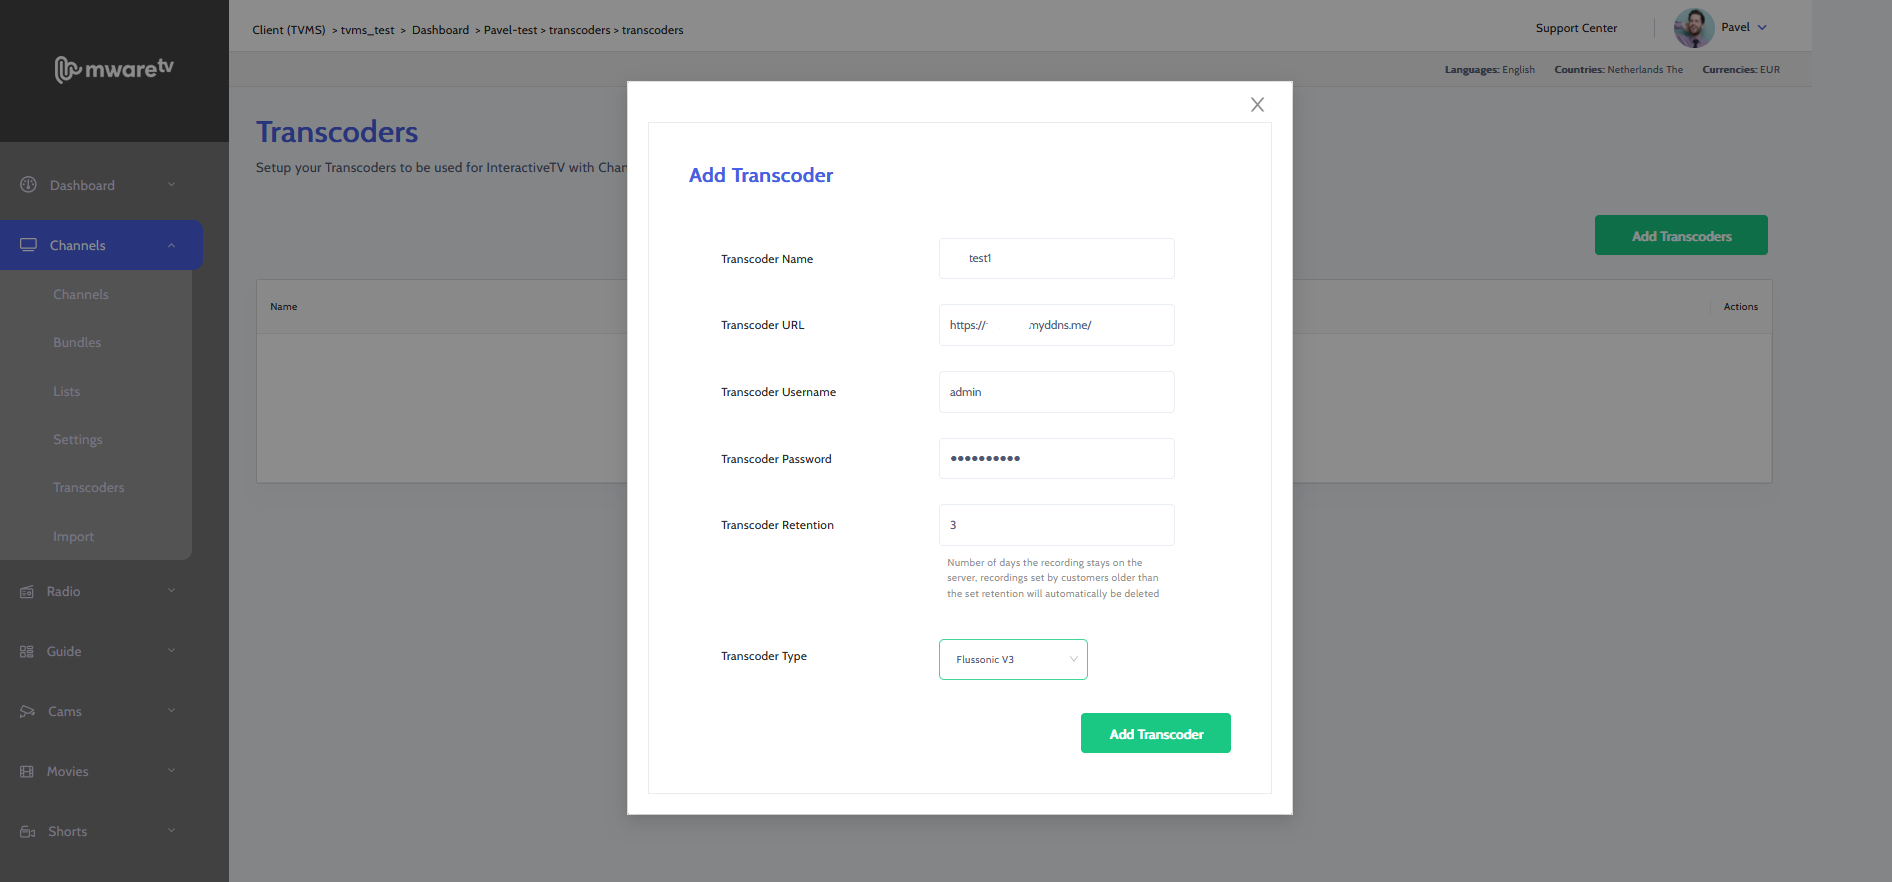 Client (TVMS) > tvms_test > Dashboard > Pavel-test > transcoders > transcoders
Support Center
Pavel
mwaretv
Languages: English Countries: Netherlands The Currencies: EUR
Transcoders
Setup your Transcoders to be used for InteractiveTV with Chan
Add Transcoders
Name
Actions
Dashboard
Channels
Channels
Bundles
Lists
Settings
Transcoders
Import
Radio
Guide
Cams
Movies
Shorts
Add Transcoder
Transcoder Name
test1
Transcoder URL
https:// .myddns.me/
Transcoder Username
admin
Transcoder Password
••••••••••
Transcoder Retention
3
Number of days the recording stays on the
server, recordings set by customers older than
the set retention will automatically be deleted
Transcoder Type
Flussonic V3
Add Transcoder